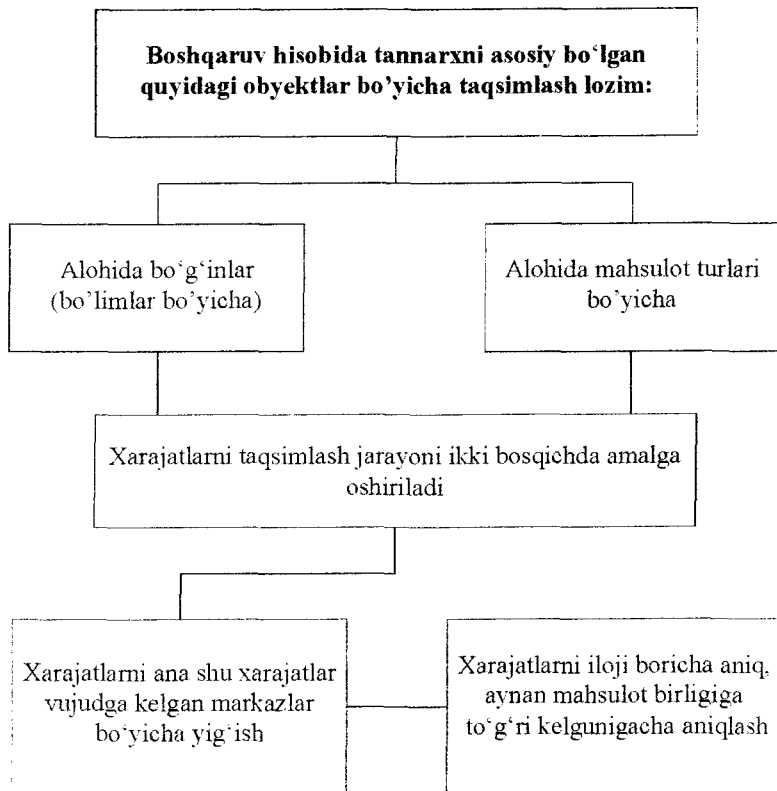 Boshqaruv hisobida tannarxni asosiy bo‘lgan
quyidagi obyektlar bo’yicha taqsimlash lozim:
Alohida bo‘g‘inlar
(bo’limlar bo‘yicha)
Alohida mahsulot turlari
bo’yicha
Xarajatlarni taqsimlash jarayoni ikki bosqichda amalga
oshiriladi
Xarajatlarni ana shu xarajatlar
vujudga kelgan markazlar
bo‘yicha yig‘ish
Xarajatlarni iloji boricha aniq,
aynan mahsulot birligiga
to‘g‘ri kelgunigacha aniqlash